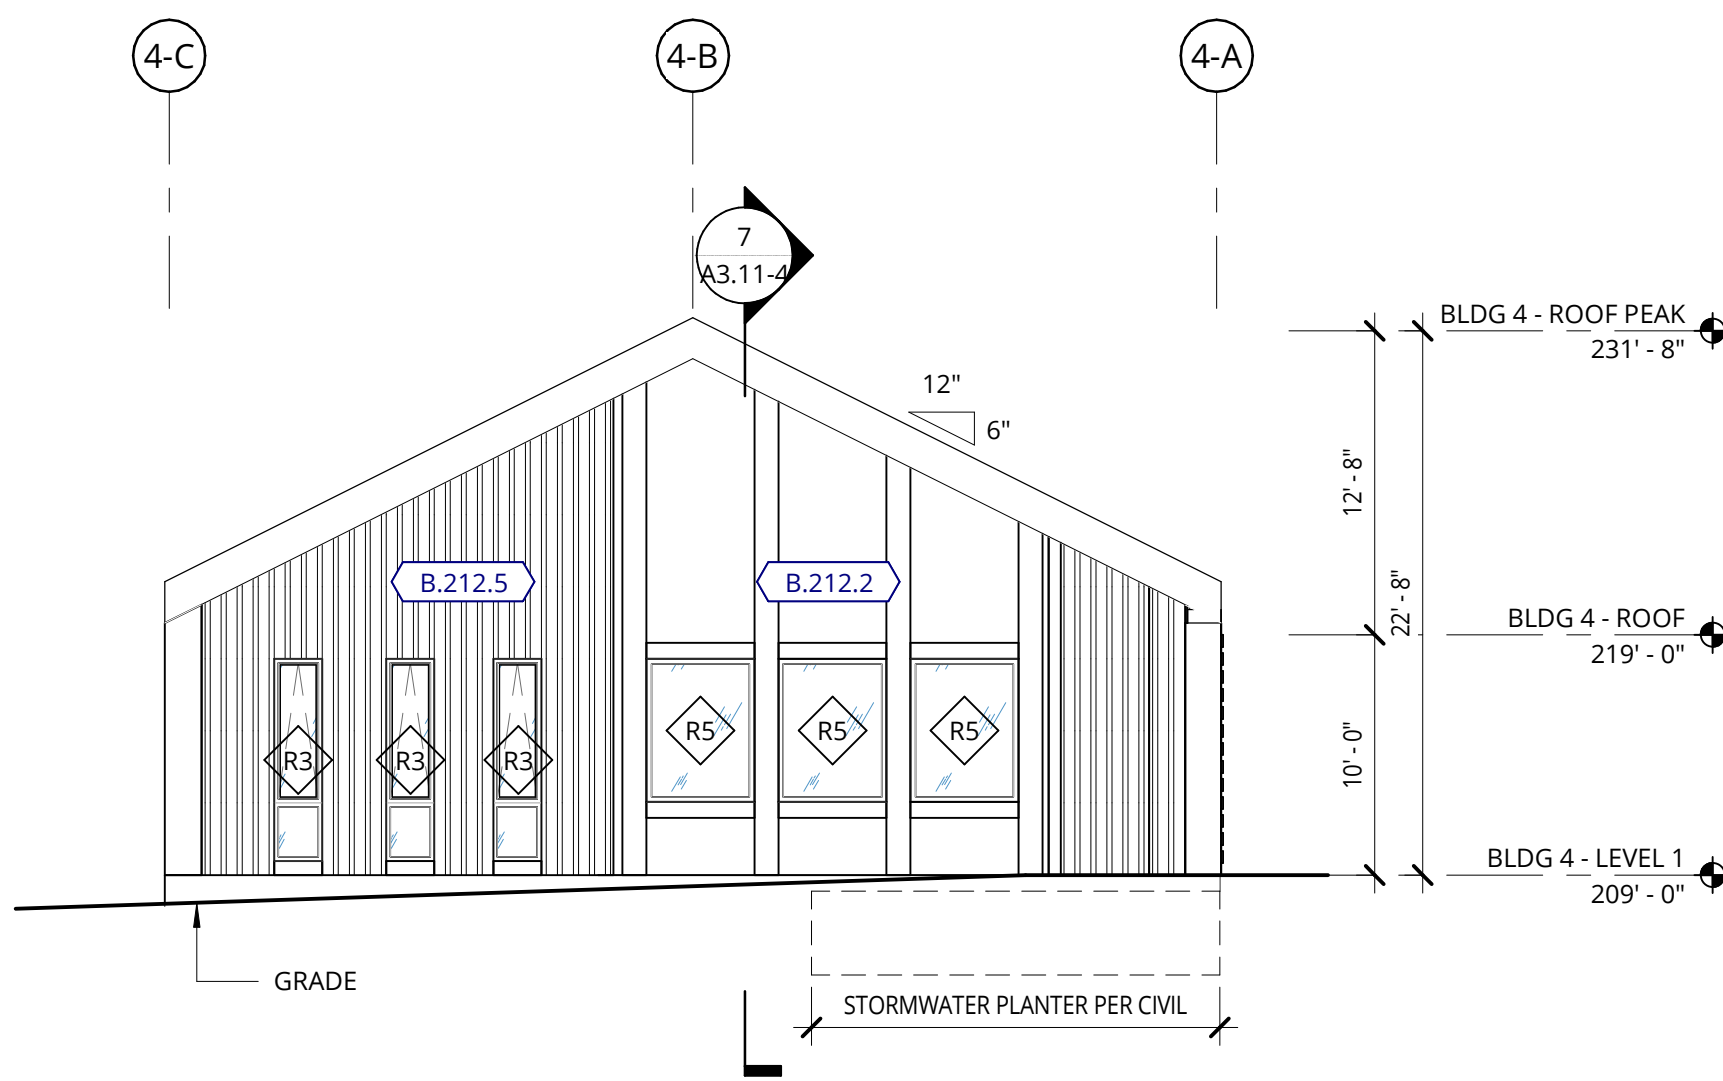 4-C
4-B
4-A
7
A3.11-4
BLDG 4 - ROOF PEAK
231' - 8"
12"
6"
12' - 8"
22' - 8"
B.212.5
B.212.2
BLDG 4 - ROOF
219' - 0"
R3
R3
R3
R5
R5
R5
10' - 0"
BLDG 4 - LEVEL 1
209' - 0"
GRADE
STORMWATER PLANTER PER CIVIL